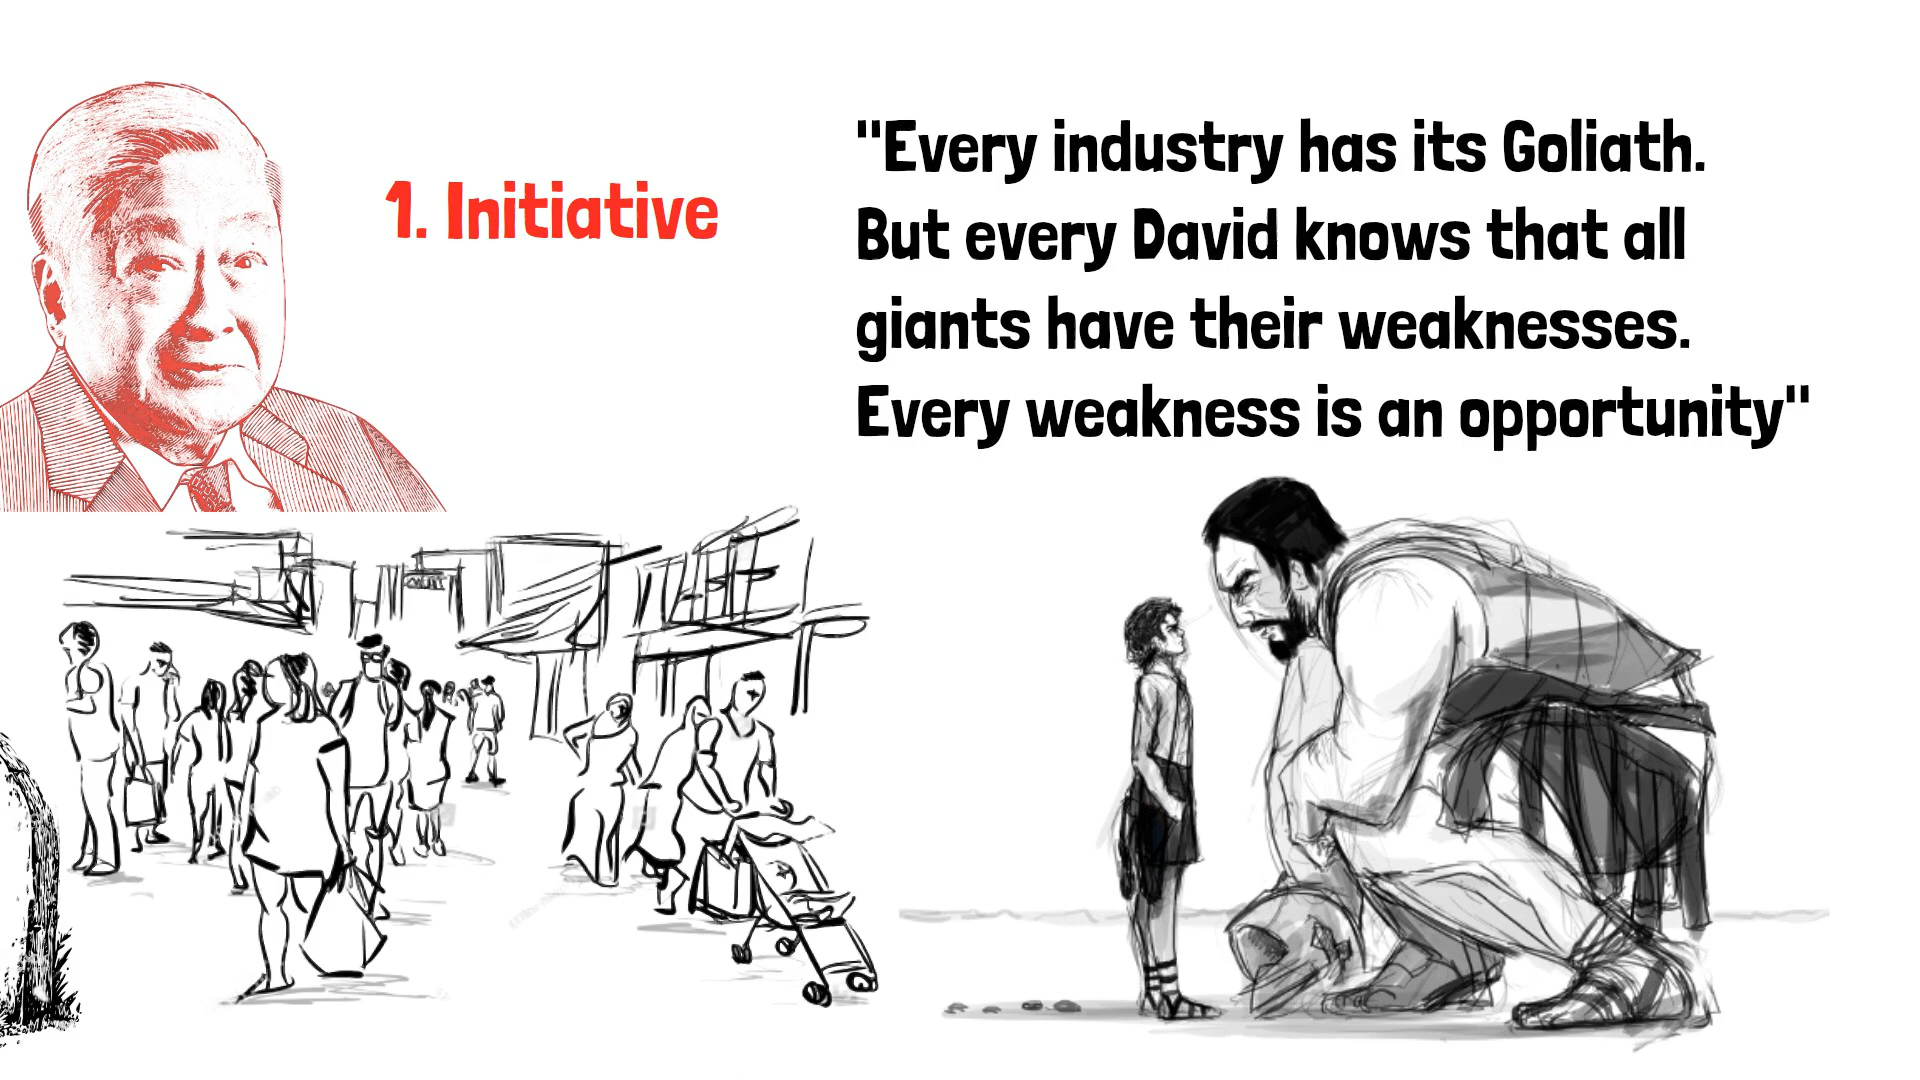 1. Initiative
"Every industry has its Goliath.
But every David knows that all
giants have their weaknesses.
Every weakness is an opportunity"